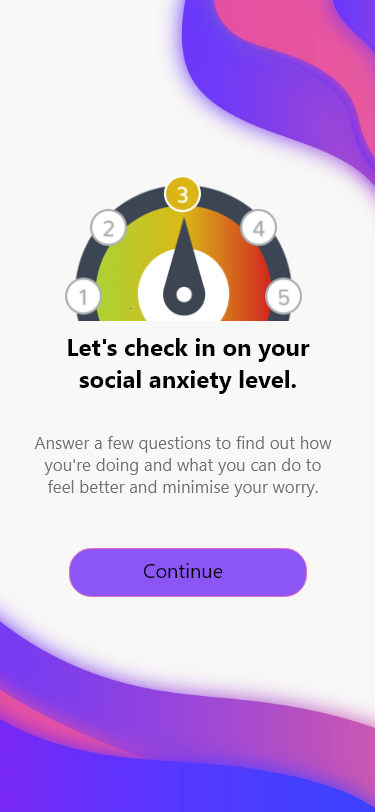 3
2
4
1
5
Let's check in on your
social anxiety level.
Answer a few questions to find out how
you're doing and what you can do to
feel better and minimise your worry.
Continue